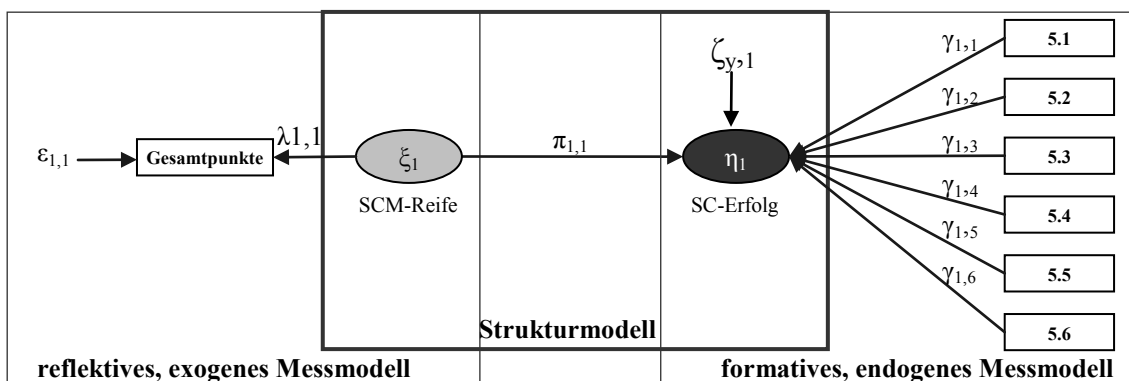 ε1,1
Gesamtpunkte
λ1,1
ξ1
SCM-Reife
π1,1
ζy,1
η1
SC-Erfolg
γ1,1
γ1,2
γ1,3
γ1,4
γ1,5
γ1,6
5.1
5.2
5.3
5.4
5.5
5.6
Strukturmodell
reflektives, exogenes Messmodell
formatives, endogenes Messmodell